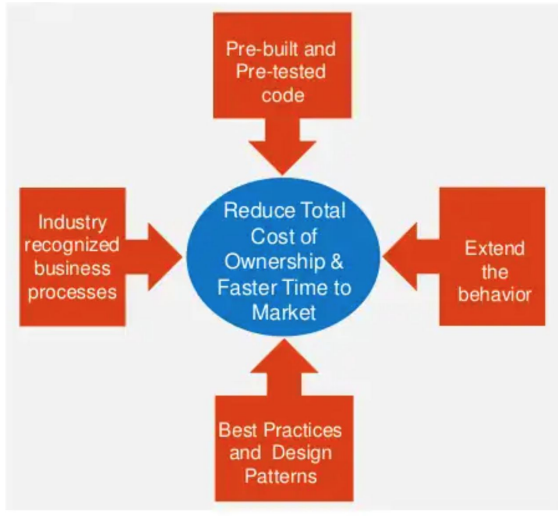 Pre-built and
Pre-tested
code
Industry
recognized
business
processes
Reduce Total
Cost of
Ownership &
Faster Time to
Market
Extend
the
behavior
Best Practices
and Design
Patterns